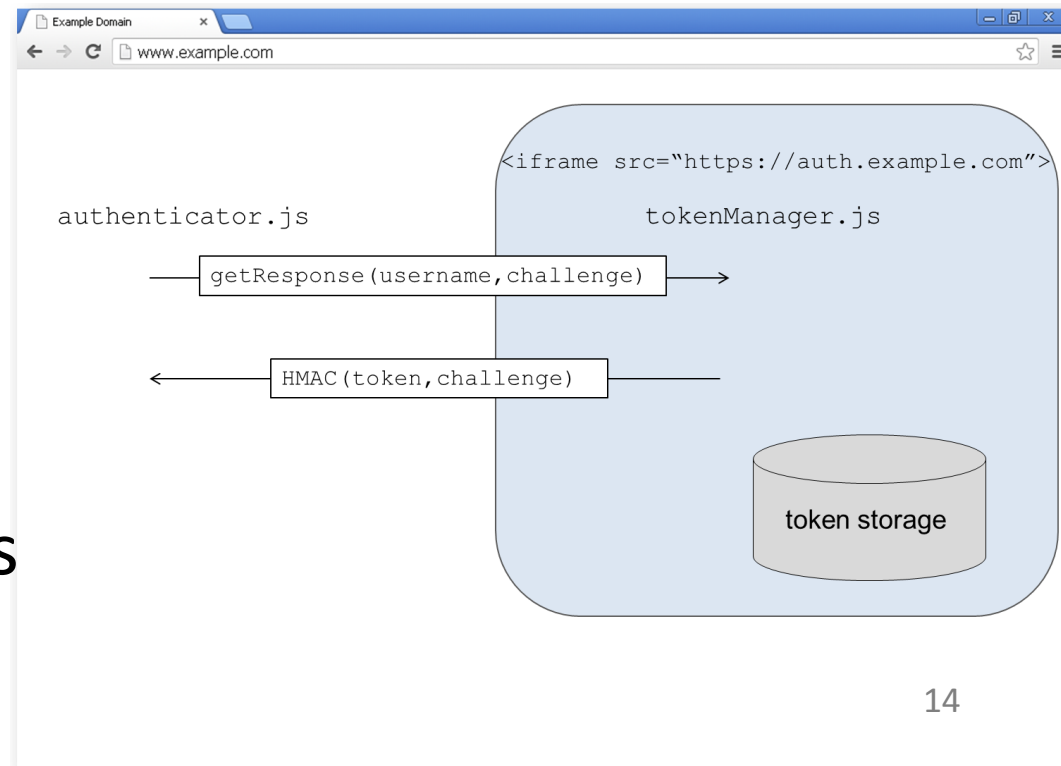 Example Domain
www.example.com
<iframe src=“https://auth.example.com”>
authenticator.js
tokenManager.js
getResponse(username,challenge)
HMAC(token,challenge)
token storage
s
14